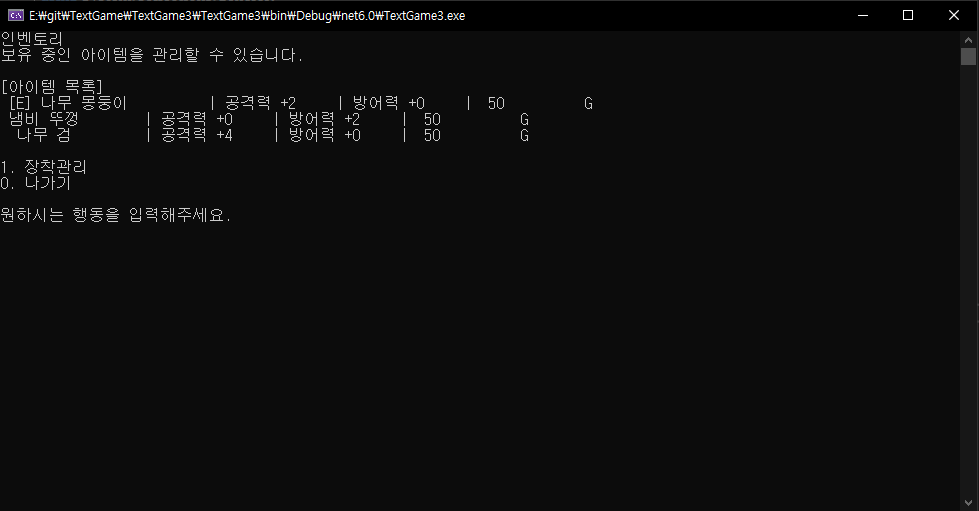 E:₩git₩TextGame₩TextGame3₩TextGame3₩bin₩Debug₩net6.0₩TextGame3.exe
인벤토리
보유 중인 아이템을 관리할 수 있습니다.
[아이템 목록]
[E] 나무 몽둥이 | 공격력 +2 | 방어력 +0 | 50 G
냄비 뚜껑 | 공격력 +0 | 방어력 +2 | 50 G
나무 검 | 공격력 +4 | 방어력 +0 | 50 G
1. 장착관리
0. 나가기
원하시는 행동을 입력해주세요.